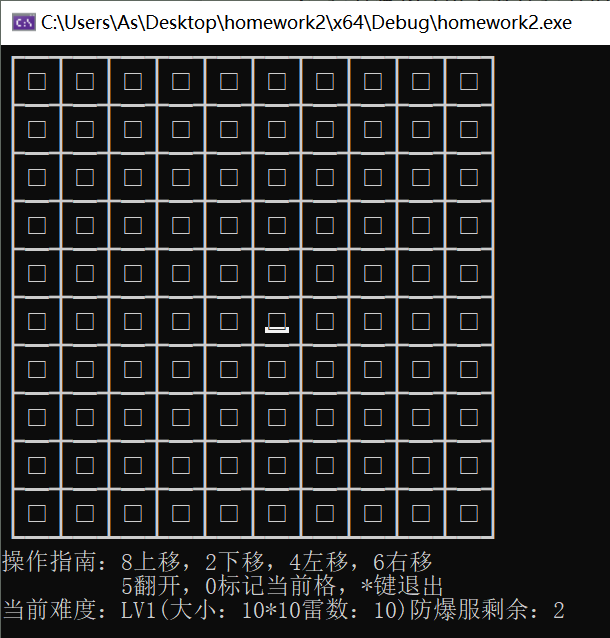 C:\Users\As\Desktop\homework2\x64\Debug\homework2.exe
操作指南：8上移，2下移，4左移，6右移
5翻开，0标记当前格，*键退出
当前难度：LV1(大小：10*10雷数：10)防爆服剩余：2